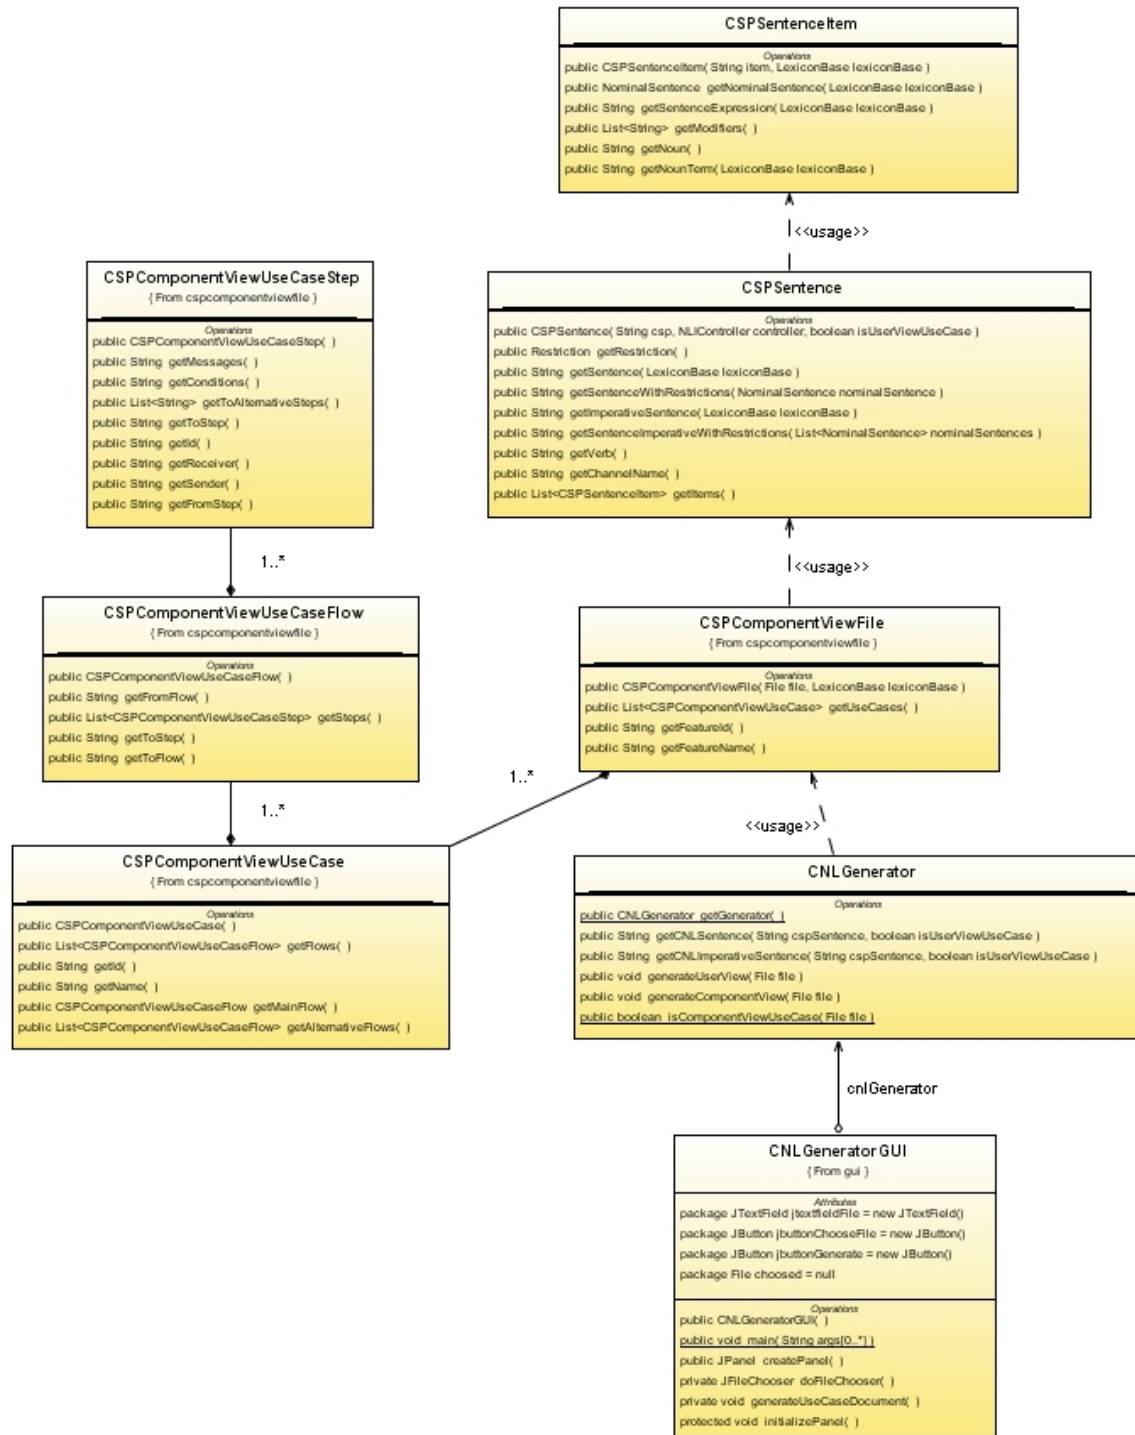 CSPSentenceItem
Operations
public CSPSentenceItem( String item, LexiconBase lexiconBase )
public NominalSentence getNominalSentence( LexiconBase lexiconBase )
public String getSentenceExpression( LexiconBase lexiconBase )
public List<String> getModifiers( )
public String getNoun( )
public String getNounTerm( LexiconBase lexiconBase )
<<usage>>
CSPComponentViewUseCaseStep
{ From cspcomponentviewfile }
Operations
public CSPComponentViewUseCaseStep( )
public String getMessages( )
public String getConditions( )
public List<String> getToAlternativeSteps( )
public String getToStep( )
public String getId( )
public String getReceiver( )
public String getSender( )
public String getFromStep( )
CSPSentence
Operations
public CSPSentence( String csp, NLIController controller, boolean isUserViewUseCase )
public Restriction getRestriction( )
public String getSentence( LexiconBase lexiconBase )
public String getSentenceWithRestrictions( NominalSentence nominalSentence )
public String getImperativeSentence( LexiconBase lexiconBase )
public String getSentenceImperativeWithRestrictions( List<NominalSentence> nominalSentences )
public String getVerb( )
public String getChannelName( )
public List<CSPSentenceItem> getItems( )
1..*
<<usage>>
CSPComponentViewUseCaseFlow
{ From cspcomponentviewfile }
Operations
public CSPComponentViewUseCaseFlow( )
public String getFromFlow( )
public List<CSPComponentViewUseCaseStep> getSteps( )
public String getToStep( )
public String getToFlow( )
CSPComponentViewFile
{ From cspcomponentviewfile }
Operations
public CSPComponentViewFile( File file, LexiconBase lexiconBase )
public List<CSPComponentViewUseCase> getUseCases( )
public String getFeatureId( )
public String getFeatureName( )
1..*
1..*
<<usage>>
CSPComponentViewUseCase
{ From cspcomponentviewfile }
Operations
public CSPComponentViewUseCase( )
public List<CSPComponentViewUseCaseFlow> getFlows( )
public String getId( )
public String getName( )
public CSPComponentViewUseCaseFlow getMainFlow( )
public List<CSPComponentViewUseCaseFlow> getAlternativeFlows( )
CNLGenerator
Operations
public CNLGenerator getGenerator( )
public String getCNLSentence( String cspSentence, boolean isUserViewUseCase )
public String getCNLImperativeSentence( String cspSentence, boolean isUserViewUseCase )
public void generateUserView( File file )
public void generateComponentView( File file )
public boolean isComponentViewUseCase( File file )
cnlGenerator
CNLGeneratorGUI
{ From gui }
Attributes
package JTextField jtextfieldFile = new JTextField()
package JButton jbuttonChooseFile = new JButton()
package JButton jbuttonGenerate = new JButton()
package File choosed = null
Operations
public CNLGeneratorGUI( )
public void main( String args[0..*] )
public JPanel createPanel( )
private JFileChooser doFileChooser( )
private void generateUseCaseDocument( )
protected void initializePanel( )